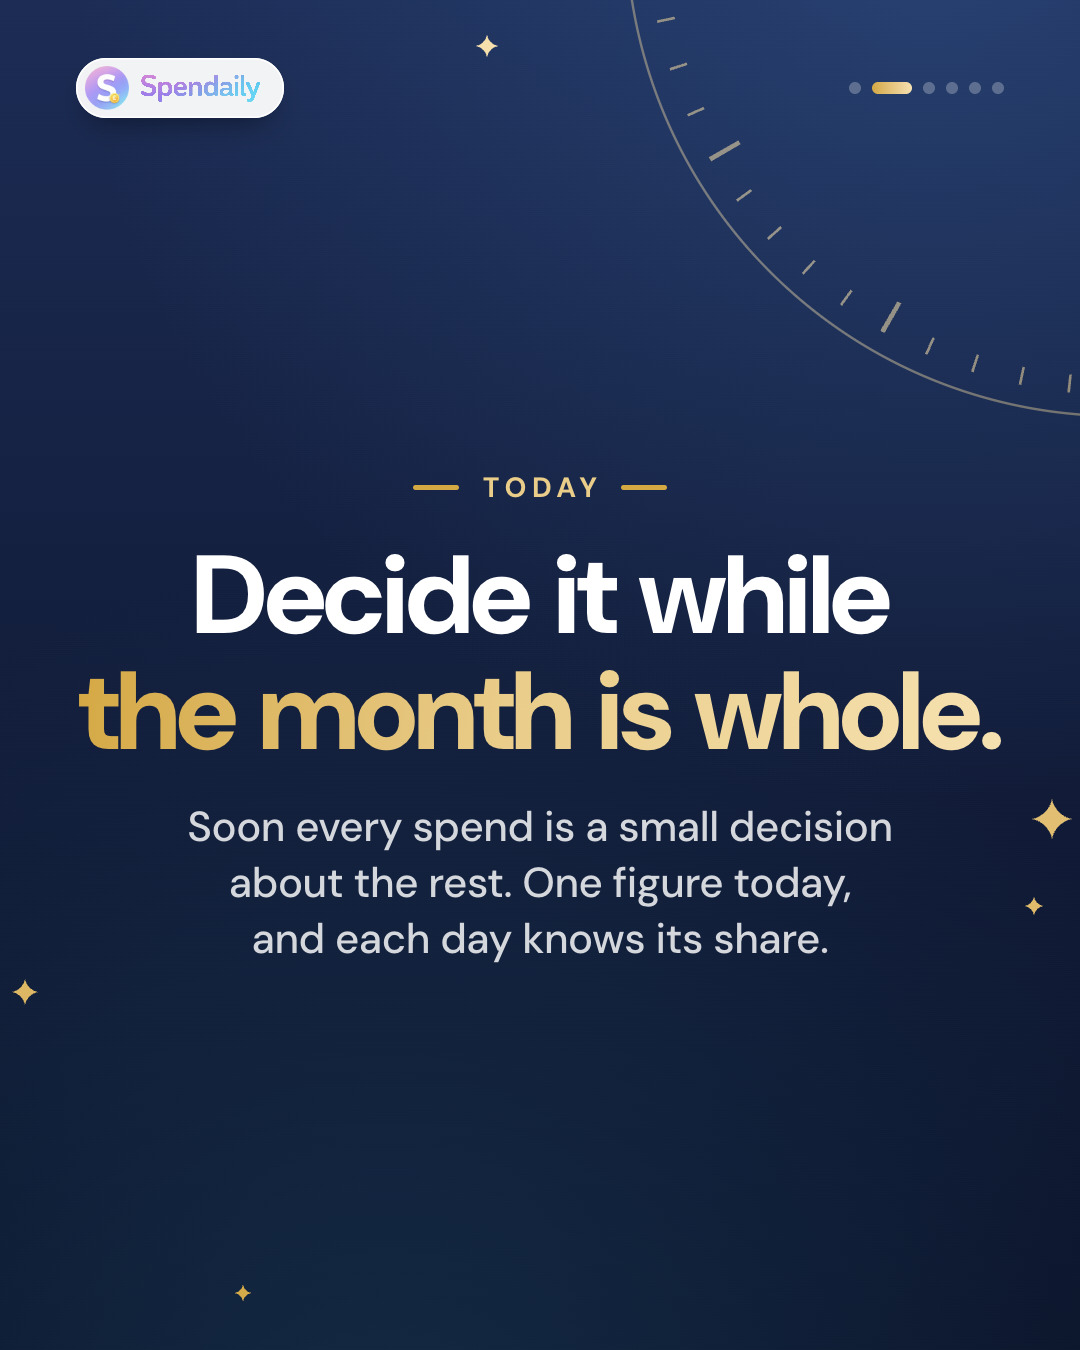 Spendaily
TODAY
Decide it while
the month is whole.
Soon every spend is a small decision
about the rest. One figure today,
and each day knows its share.